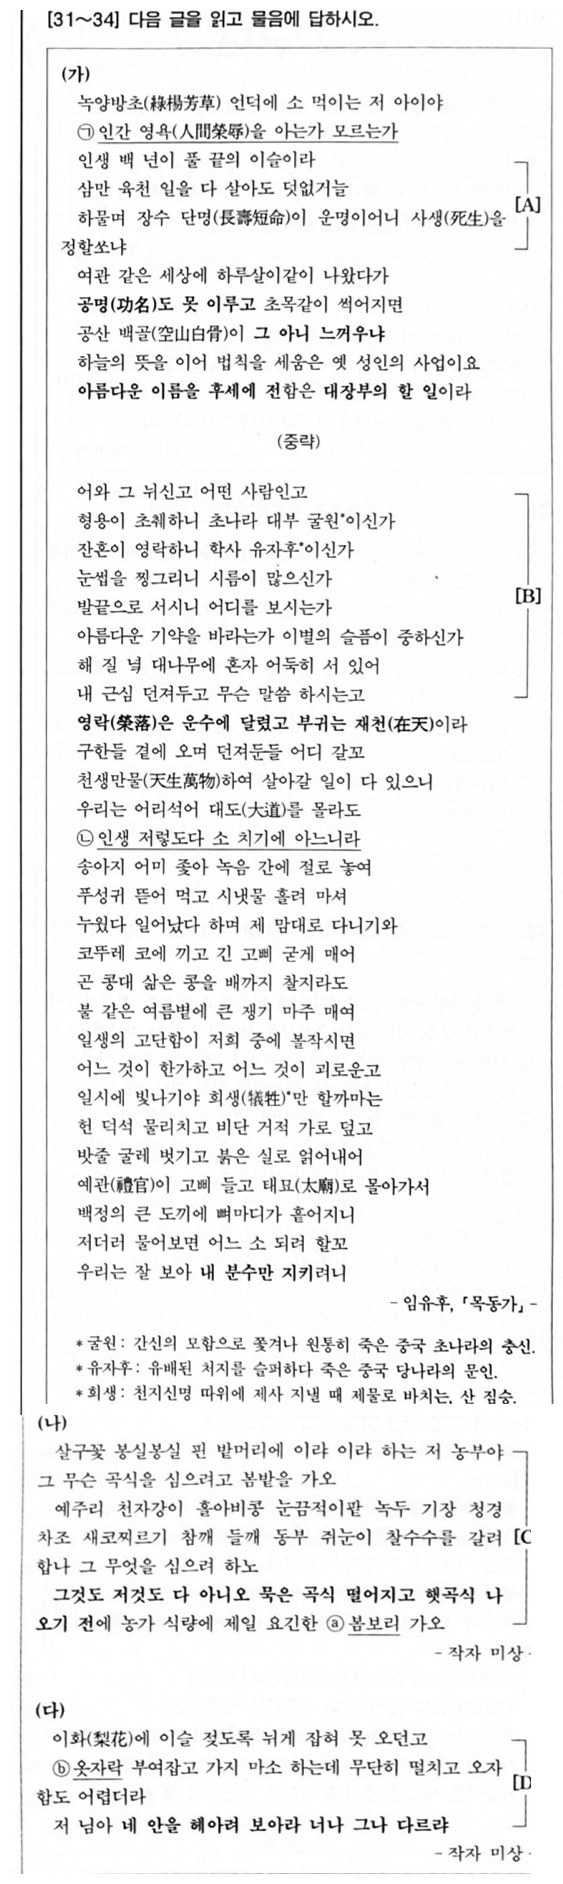 [31～34] 다음 글을 읽고 물음에 답하시오.
(가)
녹양방초(綠楊芳草) 언덕에 소 먹이는 저 아이야
㉠인간 영욕(人間榮辱)을 아는가 모르는가
인생 백 년이 풀 끝의 이슬이라
삼만 육천 일을 다 살아도 덧없거늘
하물며 장수 단명(長壽短命)이 운명이어니 사생(死生)을
정할쏘냐
[A]
여관 같은 세상에 하루살이같이 나왔다가
공명(功名)도 못 이루고 초목같이 썩어지면
공산 백골(空山白骨)이 그 아니 느꺼우냐
하늘의 뜻을 이어 법칙을 세움은 옛 성인의 사업이요
아름다운 이름을 후세에 전함은 대장부의 할 일이라
(중략)
어와 그 뉘신고 어떤 사람인고
형용이 초췌하니 초나라 대부 굴원*이신가
잔혼이 영락하니 학사 유자후*이신가
눈썹을 찡그리니 시름이 많으신가
발끝으로 서시니 어디를 보시는가
아름다운 기약을 바라는가 이별의 슬픔이 중하신가
해 질 녘 대나무에 혼자 어둑히 서 있어
내 근심 던져두고 무슨 말씀 하시는고
[B]
영락(榮落)은 운수에 달렸고 부귀는 재천(在天)이라
구한들 곁에 오며 던져둔들 어디 갈꼬
천생만물(天生萬物)하여 살아갈 일이 다 있으니
우리는 어리석어 대도(大道)를 몰라도
㉡인생 저렇도다 소 치기에 아느니라
송아지 어미 좇아 녹음 간에 절로 놓여
푸성귀 뜯어 먹고 시냇물 흘려 마셔
누웠다 일어났다 하며 제 맘대로 다니기와
코뚜레 코에 끼고 긴 고삐 굳게 매어
곤 콩대 삶은 콩을 배까지 찰지라도
불 같은 여름볕에 큰 쟁기 마주 매여
일생의 고단함이 저희 중에 볼작시면
어느 것이 한가하고 어느 것이 괴로운고
일시에 빛나기야 희생(犧牲)*만 할까마는
헌 덕석 물리치고 비단 거적 가로 덮고
밧줄 굴레 벗기고 붉은 실로 얽어내어
예관(禮官)이 고삐 들고 태묘(太廟)로 몰아가서
백정의 큰 도끼에 뼈마디가 흩어지니
저더러 물어보면 어느 소 되려 할꼬
우리는 잘 보아 내 분수만 지키려니
- 임유후, 「목동가」 -
* 굴원: 간신의 모함으로 쫓겨나 원통히 죽은 중국 초나라의 충신.
* 유자후: 유배된 처지를 슬퍼하다 죽은 중국 당나라의 문인.
* 희생: 천지신명 따위에 제사 지낼 때 제물로 바치는, 산 짐승.
(나)
살구꽃 봉실봉실 핀 밭머리에 이랴 이랴 하는 저 농부야
그 무슨 곡식을 심으려고 봄밭을 가오
예주리 천자강이 홀아비콩 눈끔적이팥 녹두 기장 청경
차조 새코찌르기 참깨 들깨 동부 쥐눈이 찰수수를 갈려
합나 그 무엇을 심으려 하노
그것도 저것도 다 아니오 묵은 곡식 떨어지고 햇곡식 나
오기 전에 농가 식량에 제일 요긴한 ⓐ봄보리 가오
[C
- 작자 미상 -
(다)
이화(梨花)에 이슬 젖도록 뉘게 잡혀 못 오던고
ⓑ옷자락 부여잡고 가지 마소 하는데 무단히 떨치고 오자
함도 어렵더라
저 님아 네 안을 헤아려 보아라 너나 그나 다르랴
[D
- 작자 미상 -